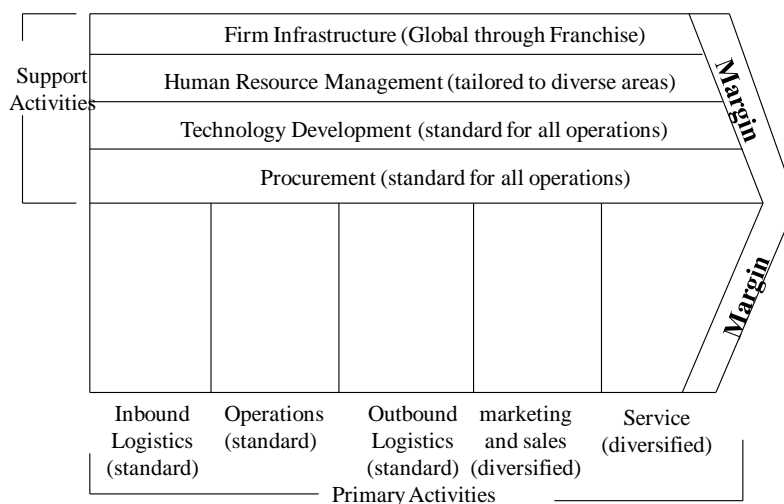 Firm Infrastructure (Global through Franchise)
Support
Activities
Human Resource Management (tailored to diverse areas)
Technology Development (standard for all operations)
Procurement (standard for all operations)
Margin
Margin
Inbound
Logistics
(standard)
Operations
(standard)
Outbound
Logistics
(standard)
marketing
and sales
(diversified)
Service
(diversified)
Primary Activities